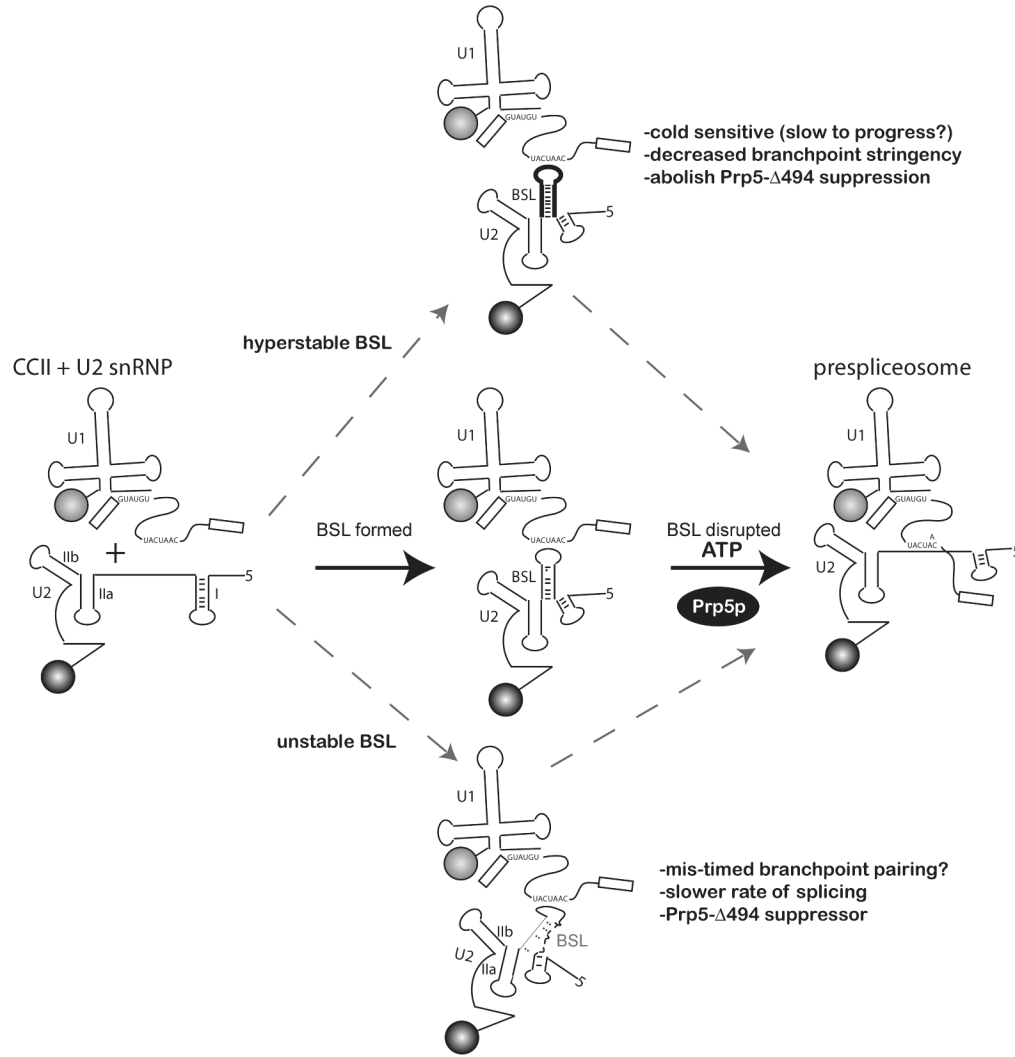 U1
GUAUGU
UACUAAC
BSL
U2
5
-cold sensitive (slow to progress?)
-decreased branchpoint stringency
-abolish Prp5-Δ494 suppression
hyperstable BSL
CCII + U2 snRNP
U1
GUAUGU
UACUAAC
+
IIb
U2
IIa
I
5
BSL formed
U1
GUAUGU
UACUAAC
BSL
U2
5
BSL disrupted
ATP
Prp5p
prespliceosome
U1
GUAUGU
A
UACUAC
U2
5
unstable BSL
U1
GUAUGU
UACUAAC
IIb
BSL
U2
IIa
5
-mis-timed branchpoint pairing?
-slower rate of splicing
-Prp5-Δ494 suppressor